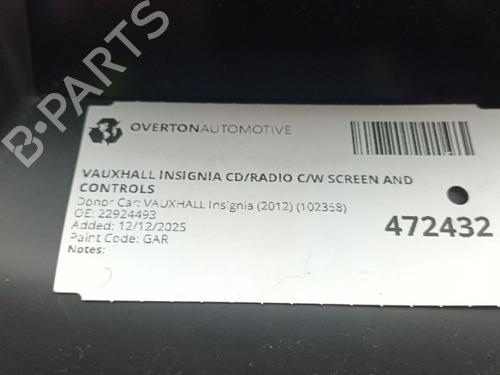 B-PARTS
OVERTONAUTOMOTIVE
VAUXHALL INSIGNIA CD/RADIO C/W SCREEN AND
CONTROLS
Donor Car: VAUXHALL Insignia (2012) (102358)
OE: 22924493
Added: 12/12/2025
Paint Code: GAR
Notes:
472432